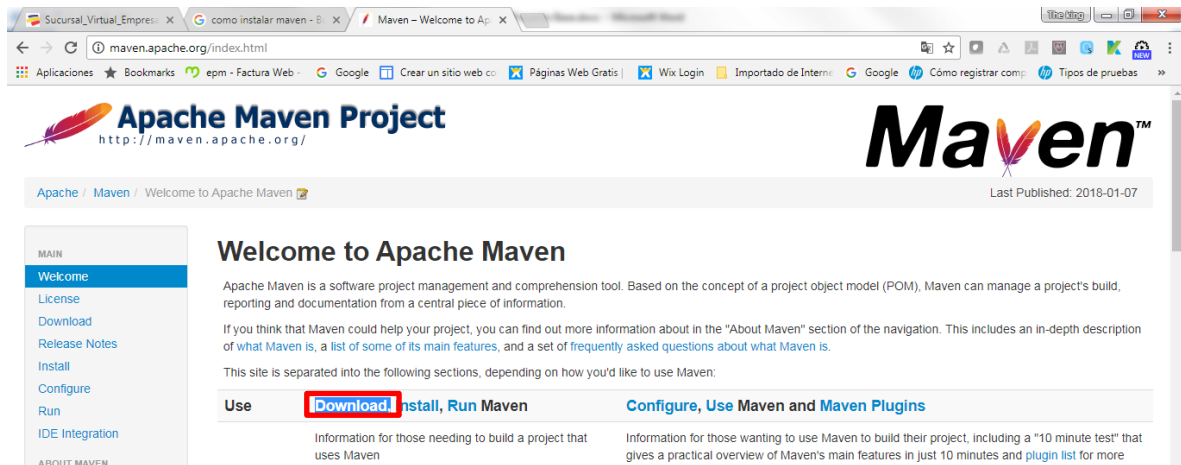 Sucursal_Virtual_Empresa
como instalar maven - Bu
Maven – Welcome to Ap
The king
maven.apache.org/index.html
NEW
Aplicaciones
Bookmarks
epm - Factura Web -
Google
Crear un sitio web co
Páginas Web Gratis |
Wix Login
Importado de Interne
Google
Cómo registrar comp
Tipos de pruebas
»
Apache Maven Project
http://maven.apache.org/
Maven™
Apache / Maven / Welcome to Apache Maven
Last Published: 2018-01-07
MAIN
Welcome
License
Download
Release Notes
Install
Configure
Run
IDE Integration
ABOUT MAVEN
Welcome to Apache Maven
Apache Maven is a software project management and comprehension tool. Based on the concept of a project object model (POM), Maven can manage a project's build,
reporting and documentation from a central piece of information.
If you think that Maven could help your project, you can find out more information about in the "About Maven" section of the navigation. This includes an in-depth description
of what Maven is, a list of some of its main features, and a set of frequently asked questions about what Maven is.
This site is separated into the following sections, depending on how you'd like to use Maven:
Use
Download, Install, Run Maven
Configure, Use Maven and Maven Plugins
Information for those needing to build a project that
uses Maven
Information for those wanting to use Maven to build their project, including a "10 minute test" that
gives a practical overview of Maven's main features in just 10 minutes and plugin list for more